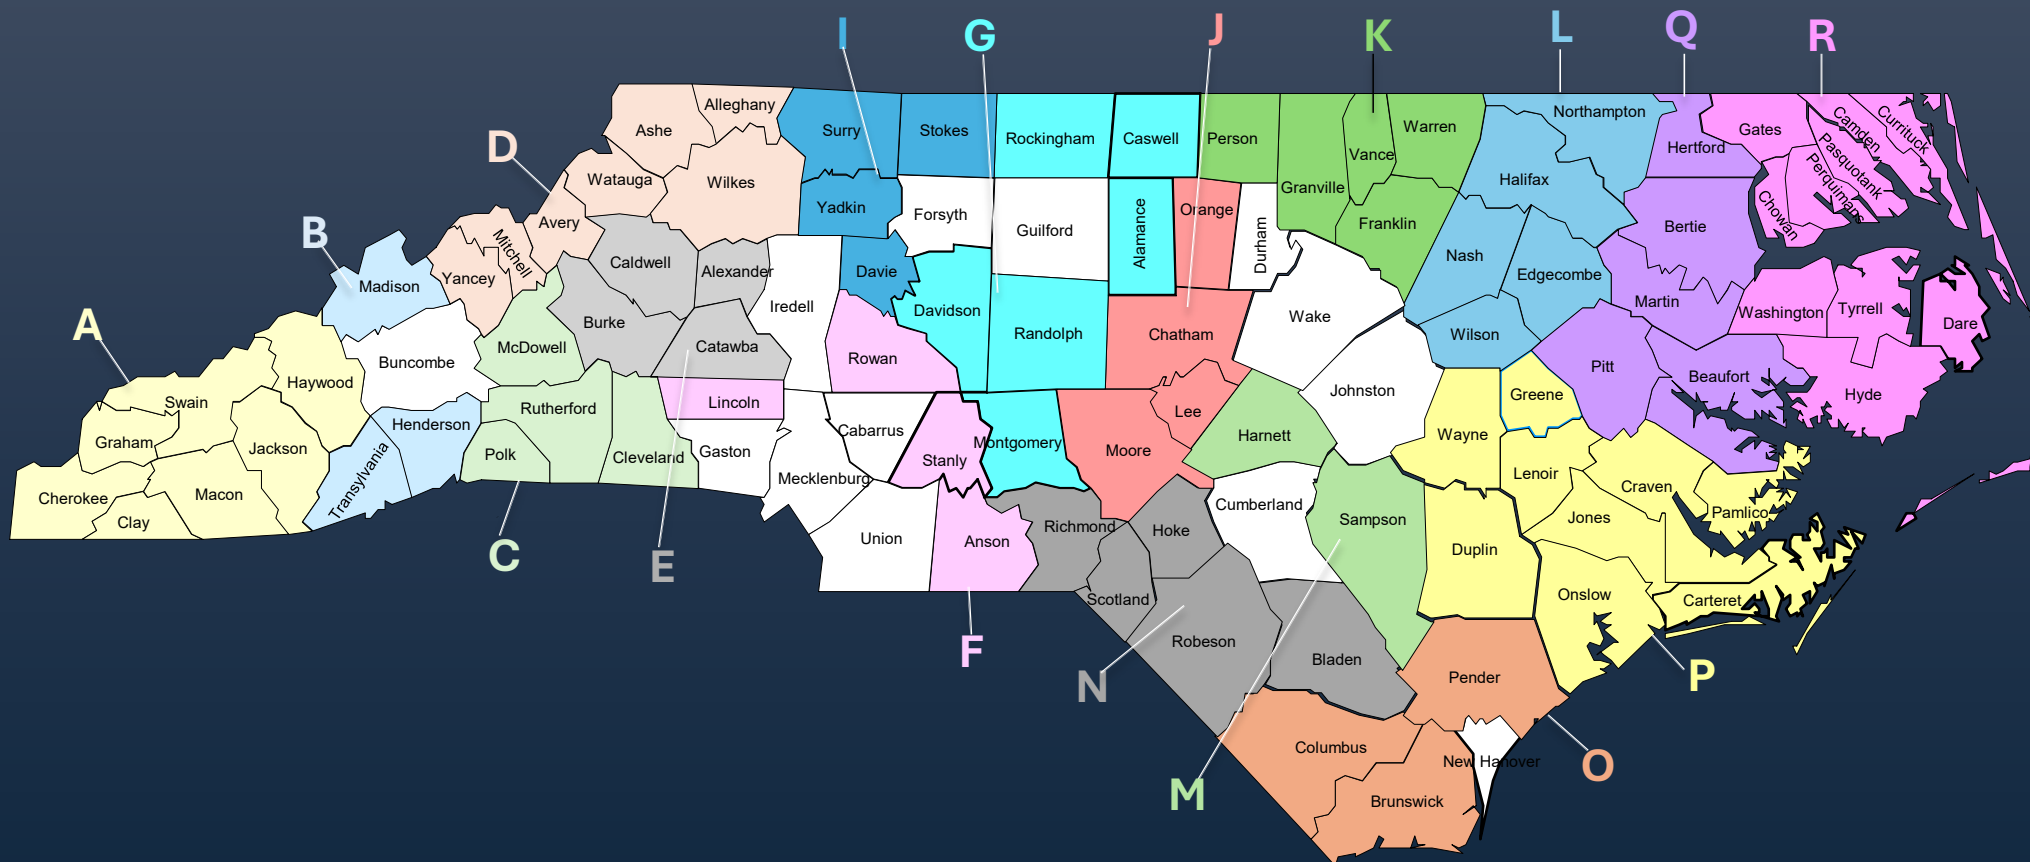 I
G
J
K
L
Q
R
Alleghany
Ashe
Surry
Stokes
Rockingham
Caswell
Person
Warren
Northampton
Gates
Camden
Currituck
D
Watauga
Wilkes
Vance
Granville
Halifax
Hertford
Pasquotank
Perquimans
Chowan
Yadkin
Forsyth
Guilford
Alamance
Orange
Durham
Franklin
Bertie
B
Avery
Mitchell
Yancey
Madison
Caldwell
Alexander
Davie
Nash
Edgecombe
Martin
Washington
Tyrrell
Dare
A
Iredell
Davidson
Randolph
Chatham
Wake
Wilson
Burke
McDowell
Catawba
Rowan
Buncombe
Haywood
Pitt
Beaufort
Hyde
Swain
Rutherford
Lincoln
Johnston
Greene
Lee
Henderson
Graham
Jackson
Polk
Cleveland
Gaston
Cabarrus
Stanly
Montgomery
Moore
Harnett
Wayne
Lenoir
Transylvania
Cherokee
Macon
Clay
Mecklenburg
Cumberland
Craven
Pamlico
Jones
Sampson
Union
Anson
Richmond
Hoke
Duplin
C
E
Scotland
Onslow
Carteret
F
Robeson
Bladen
Pender
P
N
Columbus
New Hanover
O
M
Brunswick